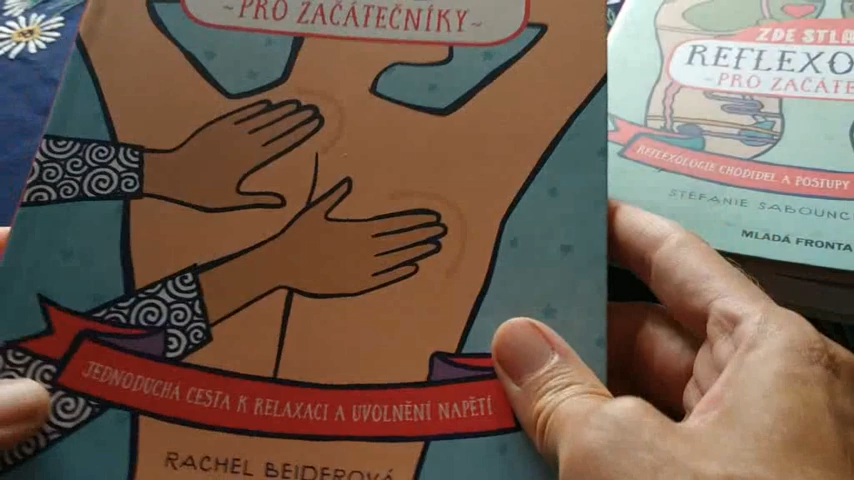 ~PRO ZAČÁTEČNÍKY~
JEDNODUCHÁ CESTA K RELAXACI A UVOLNĚNÍ NAPĚTÍ
RACHEL BEIDEROVÁ
ZDE STLA
REFLEXO
~PRO ZAČÁTE
REFLEXOLOGIE CHODIDEL A POSTUPY
STEFANIE SABOUNC
MLADÁ FRONTA